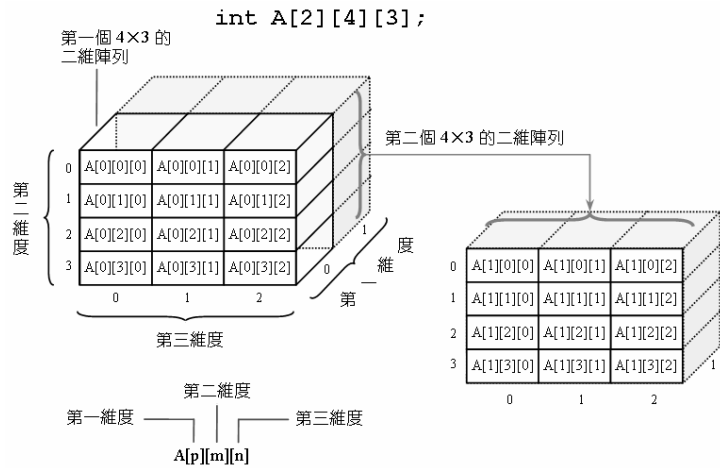 int A[2][4][3];
第一個 4×3 的
二維陣列
第二個 4×3 的二維陣列
第二維度
0 A[0][0][0] A[0][0][1] A[0][0][2]
1 A[0][1][0] A[0][1][1] A[0][1][2]
2 A[0][2][0] A[0][2][1] A[0][2][2]
3 A[0][3][0] A[0][3][1] A[0][3][2]
0 1 2
第三維度
0
1
第一維度
0 A[1][0][0] A[1][0][1] A[1][0][2]
1 A[1][1][0] A[1][1][1] A[1][1][2]
2 A[1][2][0] A[1][2][1] A[1][2][2]
3 A[1][3][0] A[1][3][1] A[1][3][2]
1
0 1 2
第二維度
第一維度 第三維度
A[p][m][n]